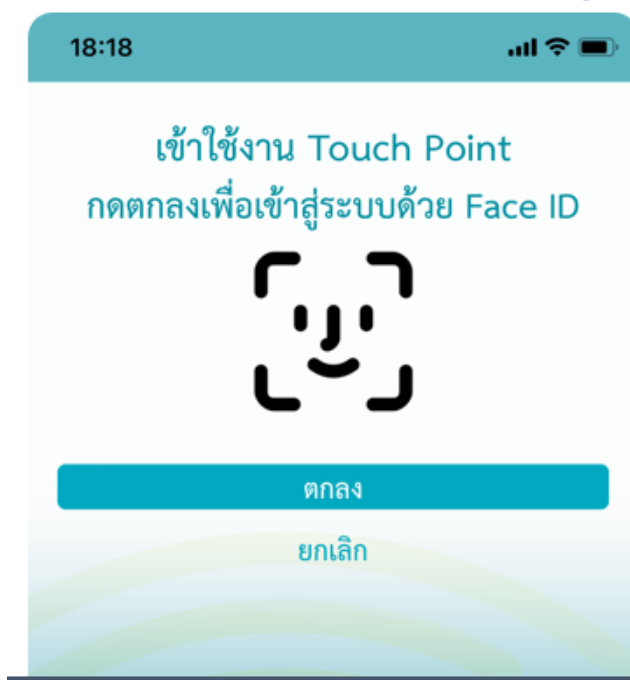 18:18
เข้าใช้งาน Touch Point
กดตกลงเพื่อเข้าสู่ระบบด้วย Face ID
ตกลง
ยกเลิก